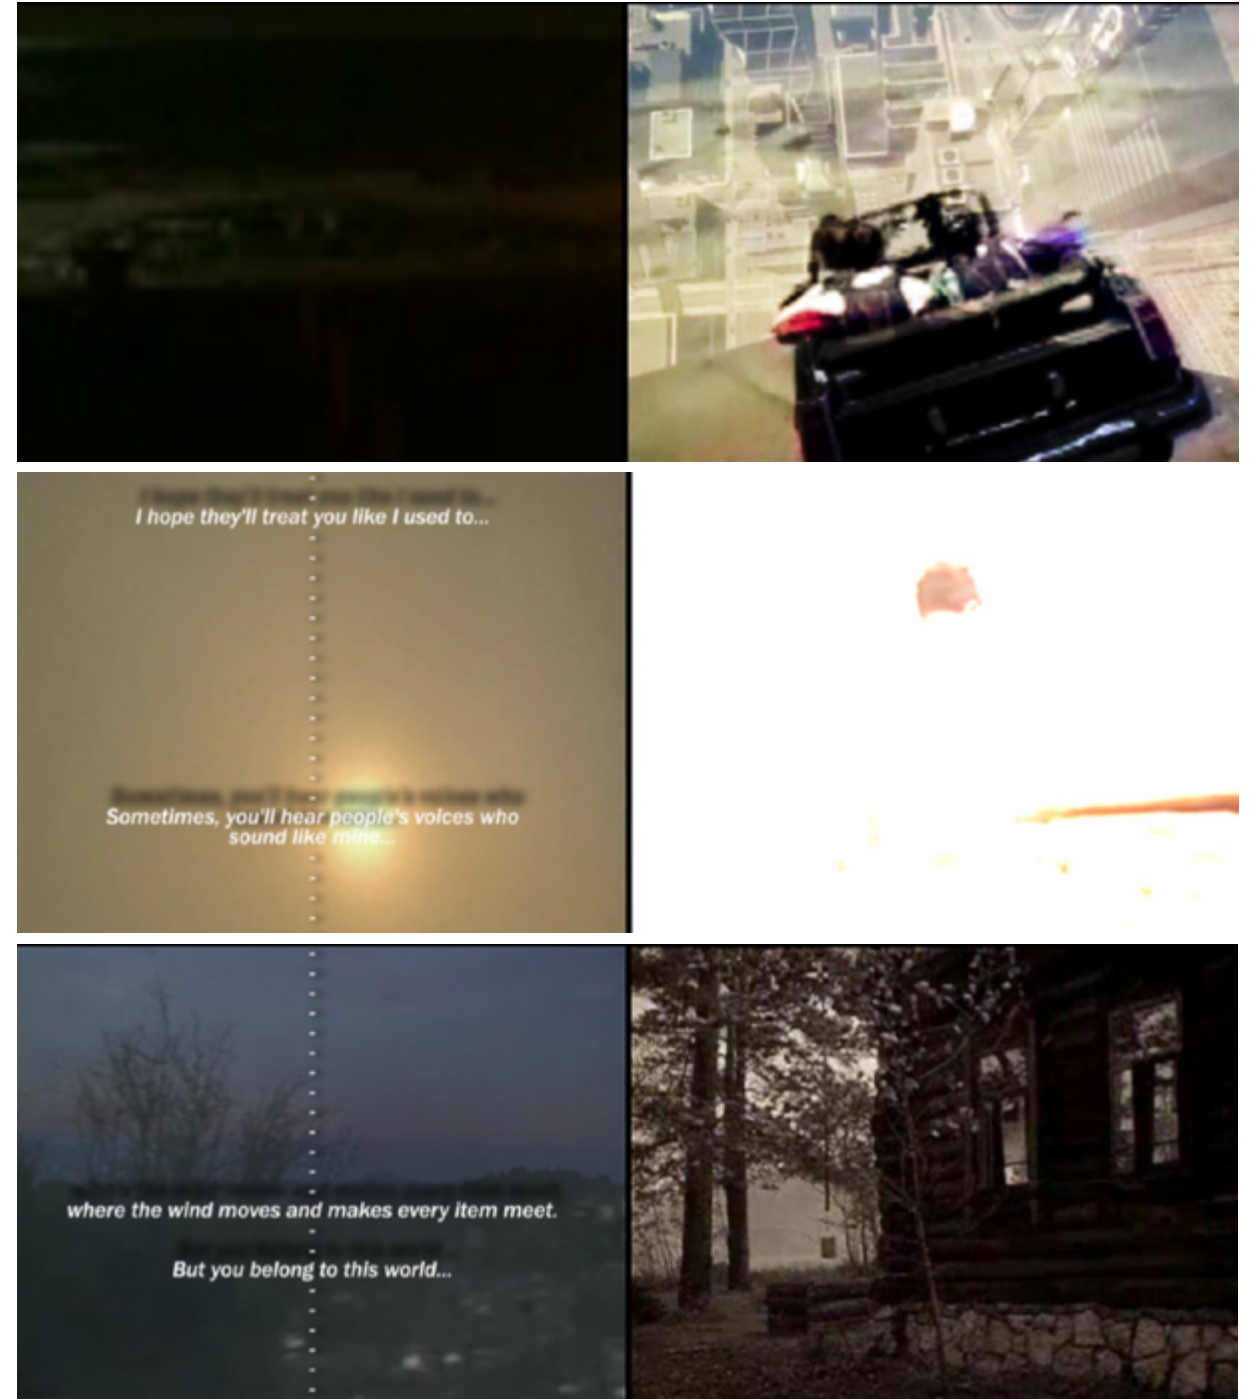 I hope they'll treat you like I used to...
Sometimes, you'll hear people's voices who
sound like mine...
where the wind moves and makes every item meet.
But you belong to this world...